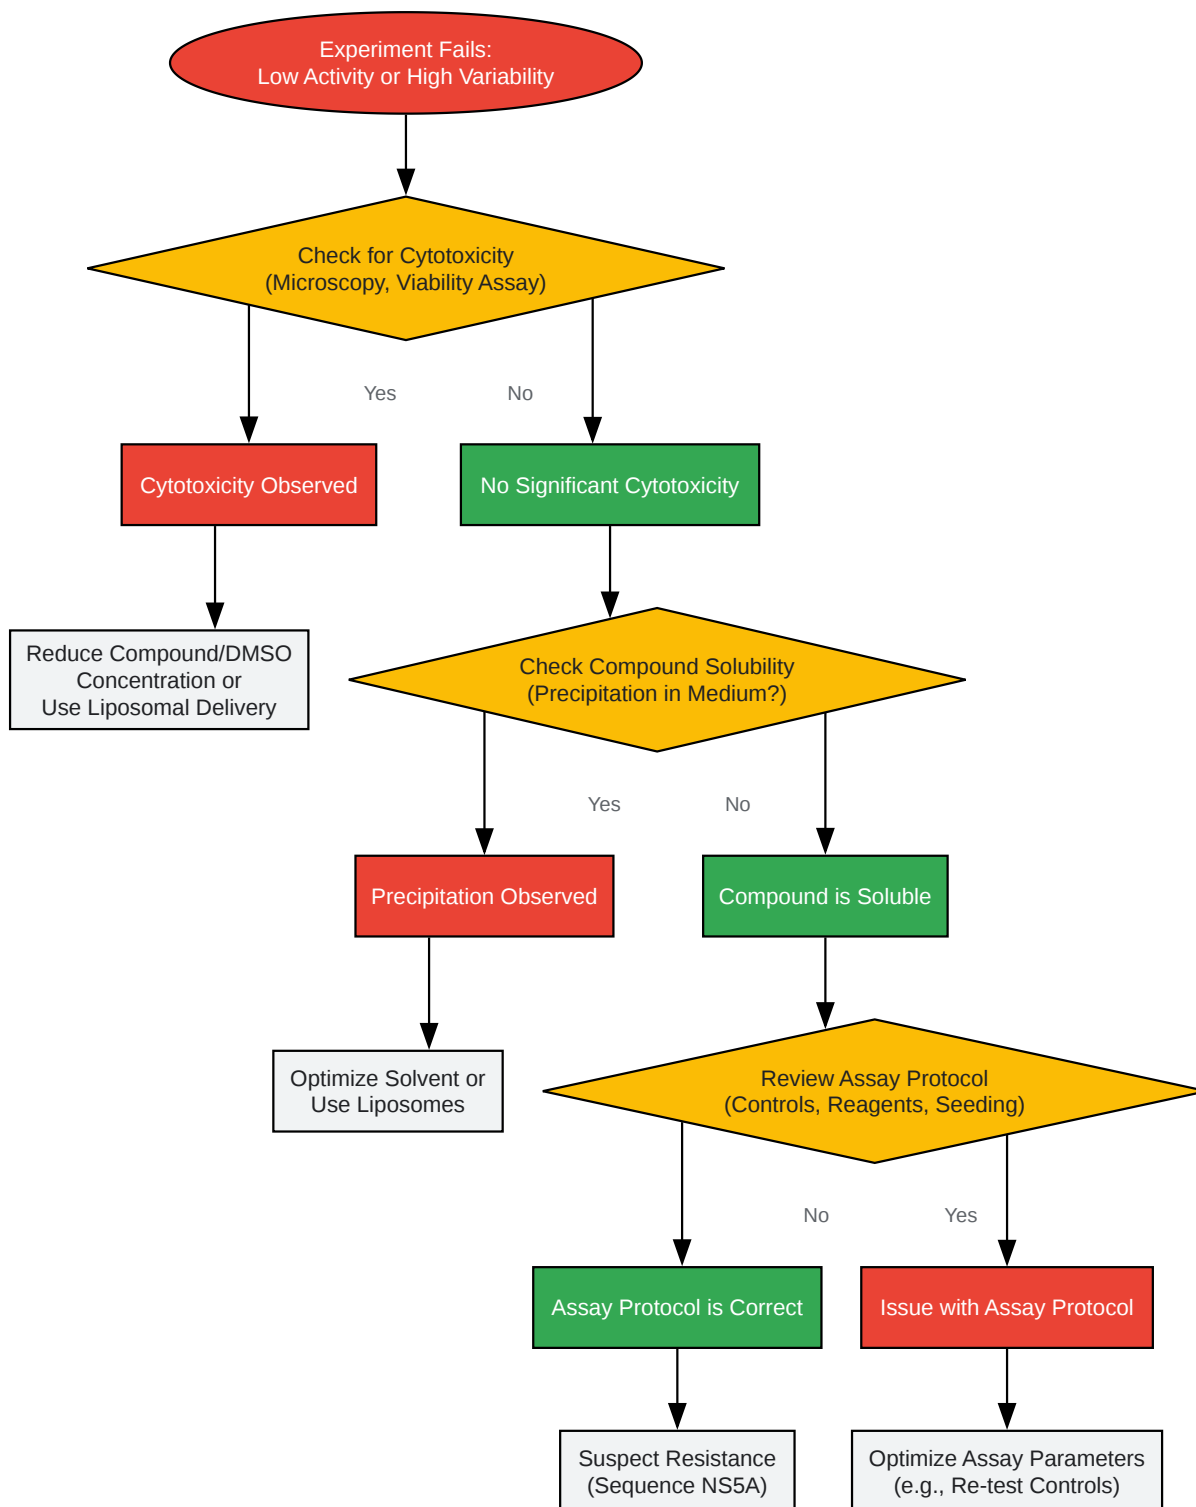 Experiment Fails:
Low Activity or High Variability
Check for Cytotoxicity
(Microscopy, Viability Assay)
Yes
No
Cytotoxicity Observed
No Significant Cytotoxicity
Reduce Compound/DMSO
Concentration or
Use Liposomal Delivery
Check Compound Solubility
(Precipitation in Medium?)
Yes
No
Precipitation Observed
Compound is Soluble
Optimize Solvent or
Use Liposomes
Review Assay Protocol
(Controls, Reagents, Seeding)
No
Yes
Assay Protocol is Correct
Issue with Assay Protocol
Suspect Resistance
(Sequence NS5A)
Optimize Assay Parameters
(e.g., Re-test Controls)